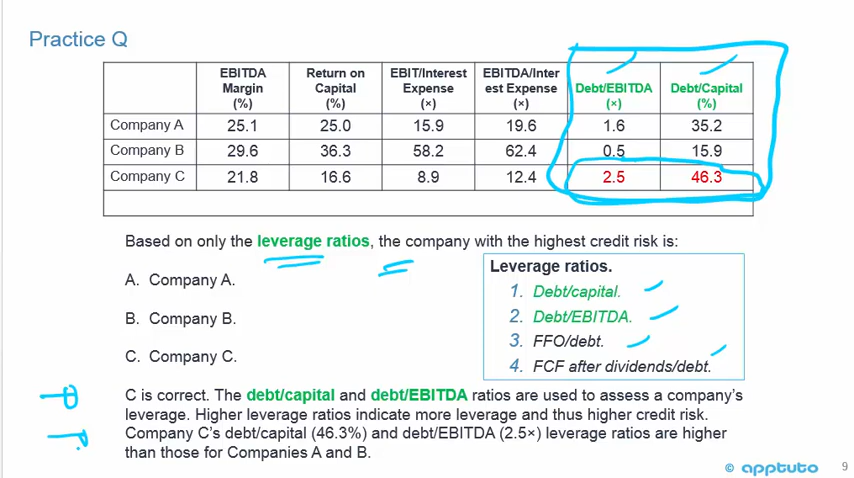 Practice Q
EBITDA Margin (%) Return on Capital (%) EBIT/Interest Expense (×) EBITDA/Inter est Expense (×) Debt/EBITDA (×) Debt/Capital (%)
Company A 25.1 25.0 15.9 19.6 1.6 35.2
Company B 29.6 36.3 58.2 62.4 0.5 15.9
Company C 21.8 16.6 8.9 12.4 2.5 46.3
Based on only the leverage ratios, the company with the highest credit risk is:
A. Company A.
B. Company B.
C. Company C.
Leverage ratios.
1. Debt/capital.
2. Debt/EBITDA.
3. FFO/debt.
4. FCF after dividends/debt.
C is correct. The debt/capital and debt/EBITDA ratios are used to assess a company’s
leverage. Higher leverage ratios indicate more leverage and thus higher credit risk.
Company C’s debt/capital (46.3%) and debt/EBITDA (2.5×) leverage ratios are higher
than those for Companies A and B.
© apptuto
9